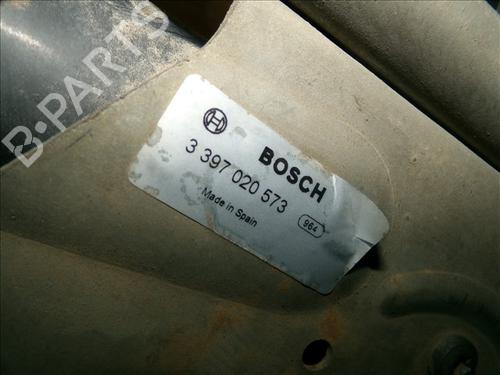 B-PARTS
BOSCH
3 397 020 573
Made in Spain
964